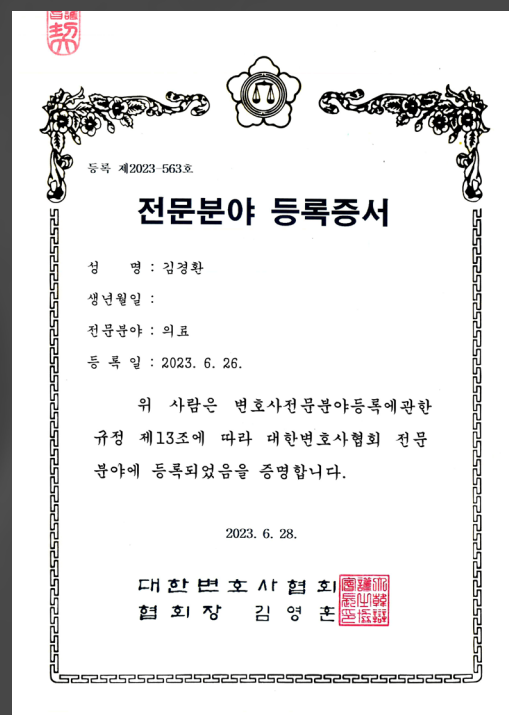 등록 제2023-563호
전문분야 등록증서
성 명 : 김경환
생년월일 :
전문분야 : 의료
등 록 일 : 2023. 6. 26.
위 사람은 변호사전문분야등록에관한
규정 제13조에 따라 대한변호사협회 전문
분야에 등록되었음을 증명합니다.
2023. 6. 28.
대한변호사협회
협회장 김영훈